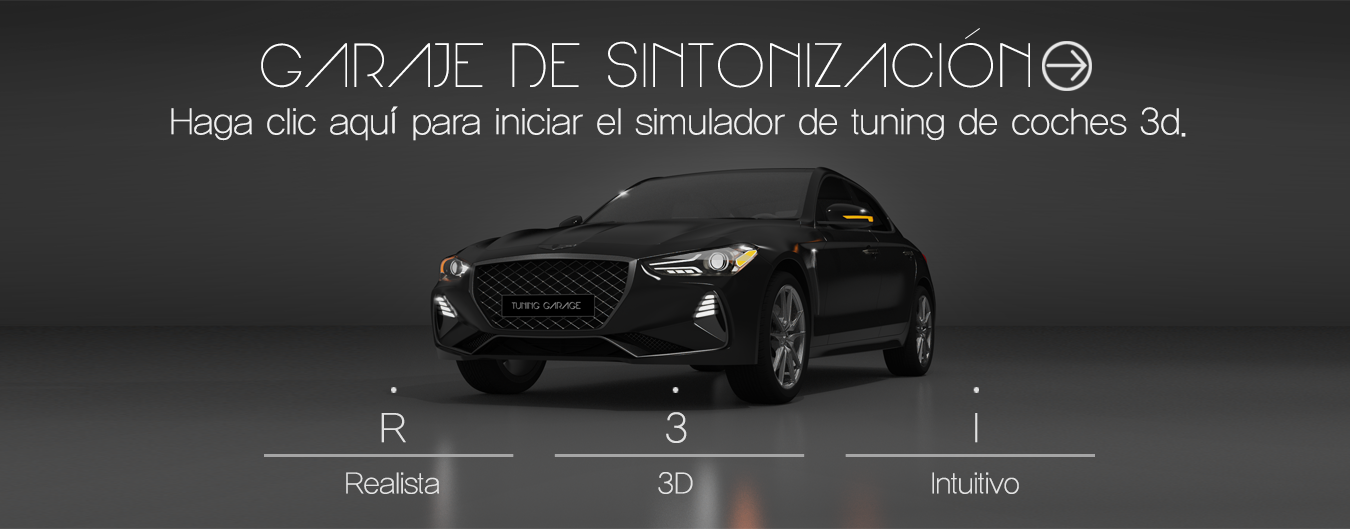 GARAJE DE SINTONIZACIÓN
Haga clic aquí para iniciar el simulador de tuning de coches 3d.
TUNING GARAGE
R 3 I
Realista 3D Intuitivo